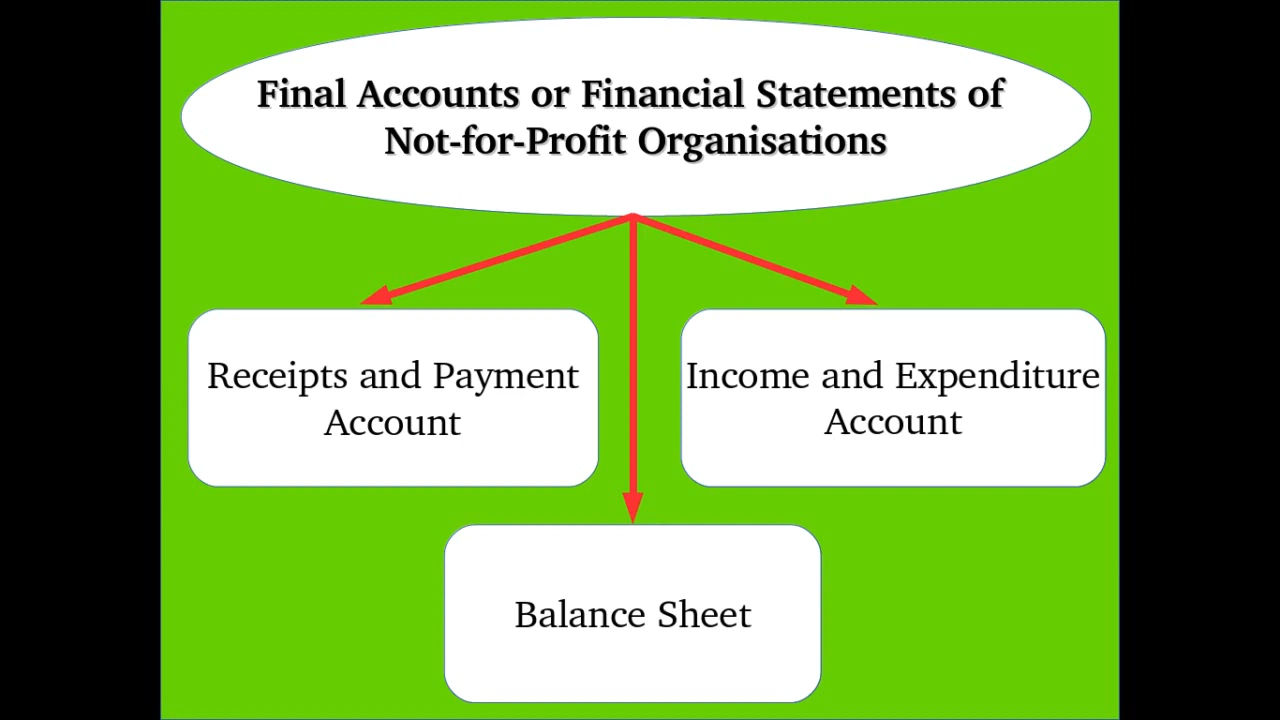 Final Accounts or Financial Statements of
Not-for-Profit Organisations
Receipts and Payment
Account
Income and Expenditure
Account
Balance Sheet